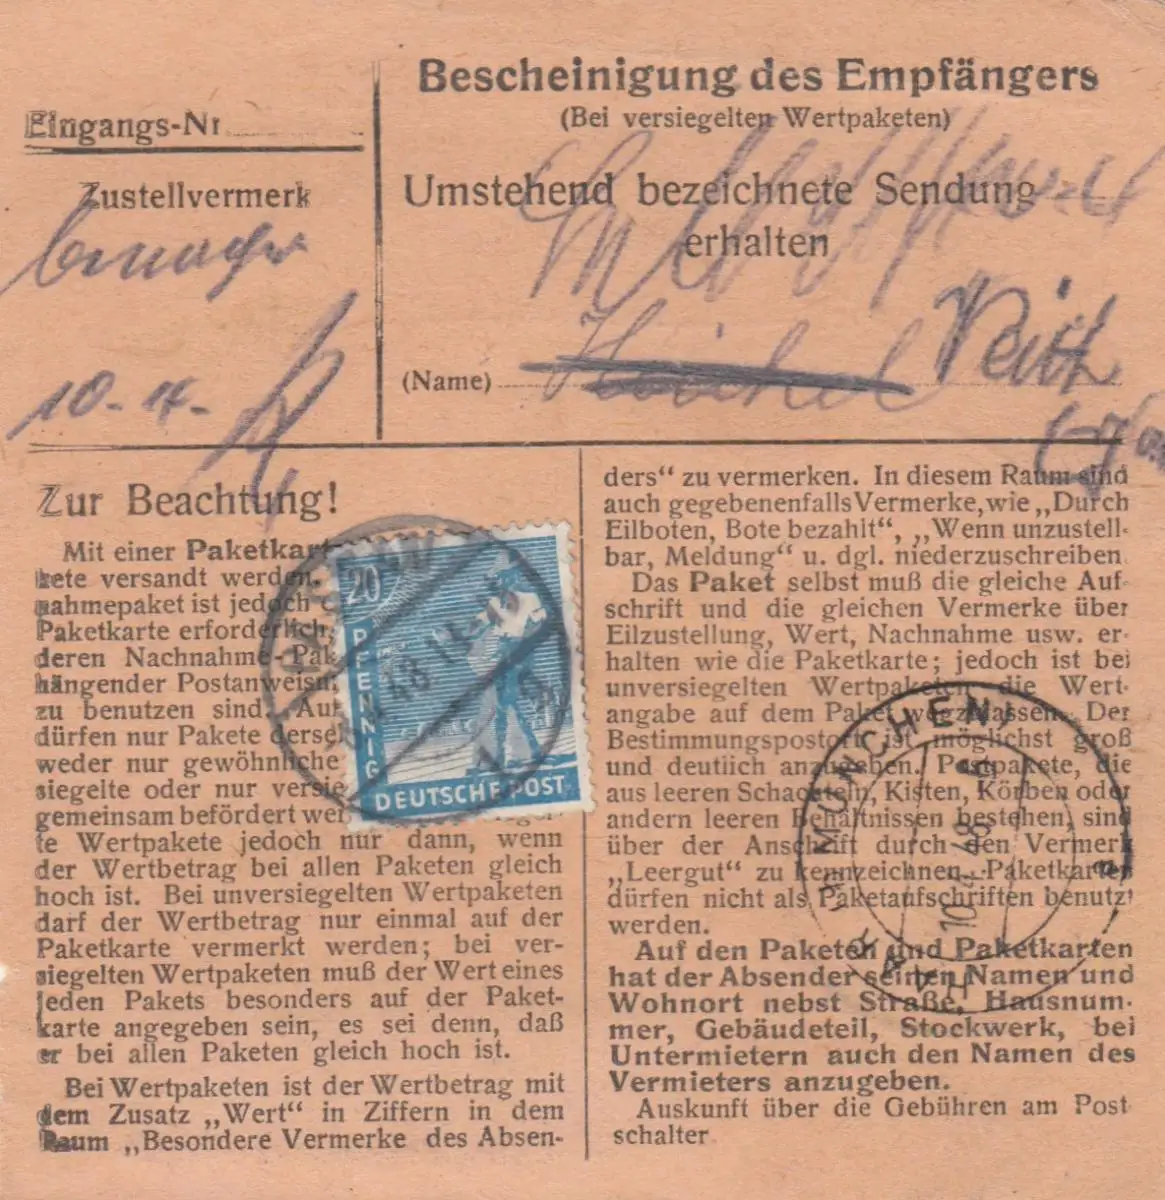 Bescheinigung des Empfängers
(Bei versiegelten Wertpaketen)
Umstehend bezeichnete Sendung
erhalten
(Name)
Eingangs-Nr
Zustellvermerk
10. 4.
Zur Beachtung!
Mit einer Paketkart
kete versandt werden.
nahmepaket ist jedoch
Paketkarte erforderlich,
deren Nachnahme-Pak
hängender Postanweisun
zu benutzen sind. Auf
dürfen nur Pakete dersel
weder nur gewöhnliche
siegelte oder nur versie
gemeinsam befördert wer
te Wertpakete jedoch nur dann, wenn
der Wertbetrag bei allen Paketen gleich
hoch ist. Bei unversiegelten Wertpaketen
darf der Wertbetrag nur einmal auf der
Paketkarte vermerkt werden; bei ver-
siegelten Wertpaketen muß der Wert eines
jeden Pakets besonders auf der Paket-
karte angegeben sein, es sei denn, daß
er bei allen Paketen gleich hoch ist.
Bei Wertpaketen ist der Wertbetrag mit
dem Zusatz „Wert“ in Ziffern in dem
Raum „Besondere Vermerke des Absen-
20
PFENNIG
DEUTSCHE POST
ders“ zu vermerken. In diesem Raum sind
auch gegebenenfalls Vermerke, wie „Durch
Eilboten, Bote bezahlt“, „Wenn unzustell-
bar, Meldung“ u. dgl. niederzuschreiben
Das Paket selbst muß die gleiche Auf-
schrift und die gleichen Vermerke über
Eilzustellung, Wert, Nachnahme usw. er-
halten wie die Paketkarte; jedoch ist bei
unversiegelten Wertpaketen die Wert-
angabe auf dem Paket wegzulassen. Der
Bestimmungspostort ist möglichst groß
und deutlich anzugeben. Postpakete, die
aus leeren Schachteln, Kisten, Körben oder
andern leeren Behältnissen bestehen, sind
über der Anschrift durch den Vermerk
„Leergut“ zu kennzeichnen. Paketkarten
dürfen nicht als Paketaufschriften benutzt
werden.
Auf den Paketen und Paketkarten
hat der Absender seinen Namen und
Wohnort nebst Straße, Hausnum-
mer, Gebäudeteil, Stockwerk, bei
Untermietern auch den Namen des
Vermieters anzugeben.
Auskunft über die Gebühren am Post
schalter
MÜNCHEN
HAAR
10 4 48
a